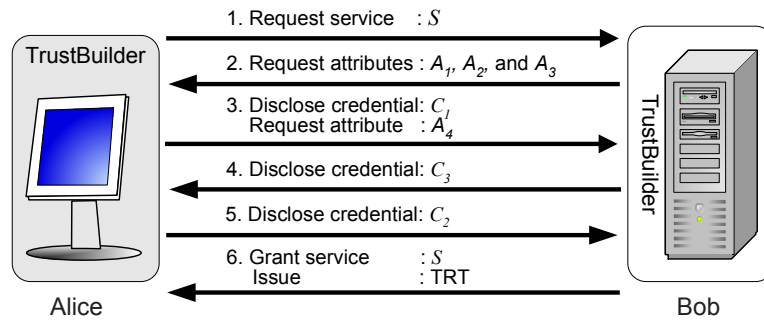 1. Request service : S
TrustBuilder
2. Request attributes : A1, A2, and A3
3. Disclose credential: C1
Request attribute : A4
TrustBuilder
4. Disclose credential: C3
5. Disclose credential: C2
6. Grant service : S
Issue : TRT
Alice
Bob